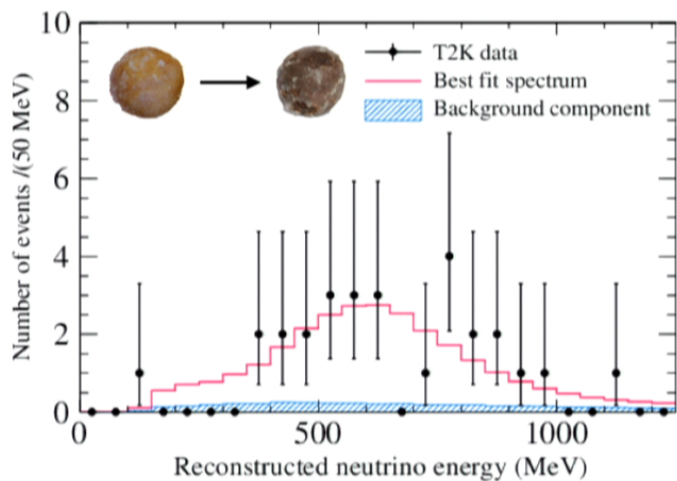 10
8
6
4
2
0
Number of events /(50 MeV)
T2K data
Best fit spectrum
Background component
0 500 1000
Reconstructed neutrino energy (MeV)